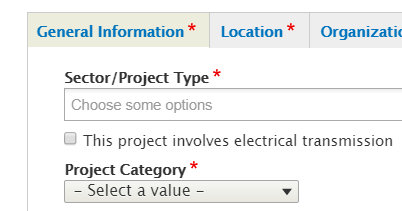 General Information * Location * Organizatio
Sector/Project Type *
Choose some options
This project involves electrical transmission
Project Category *
– Select a value –